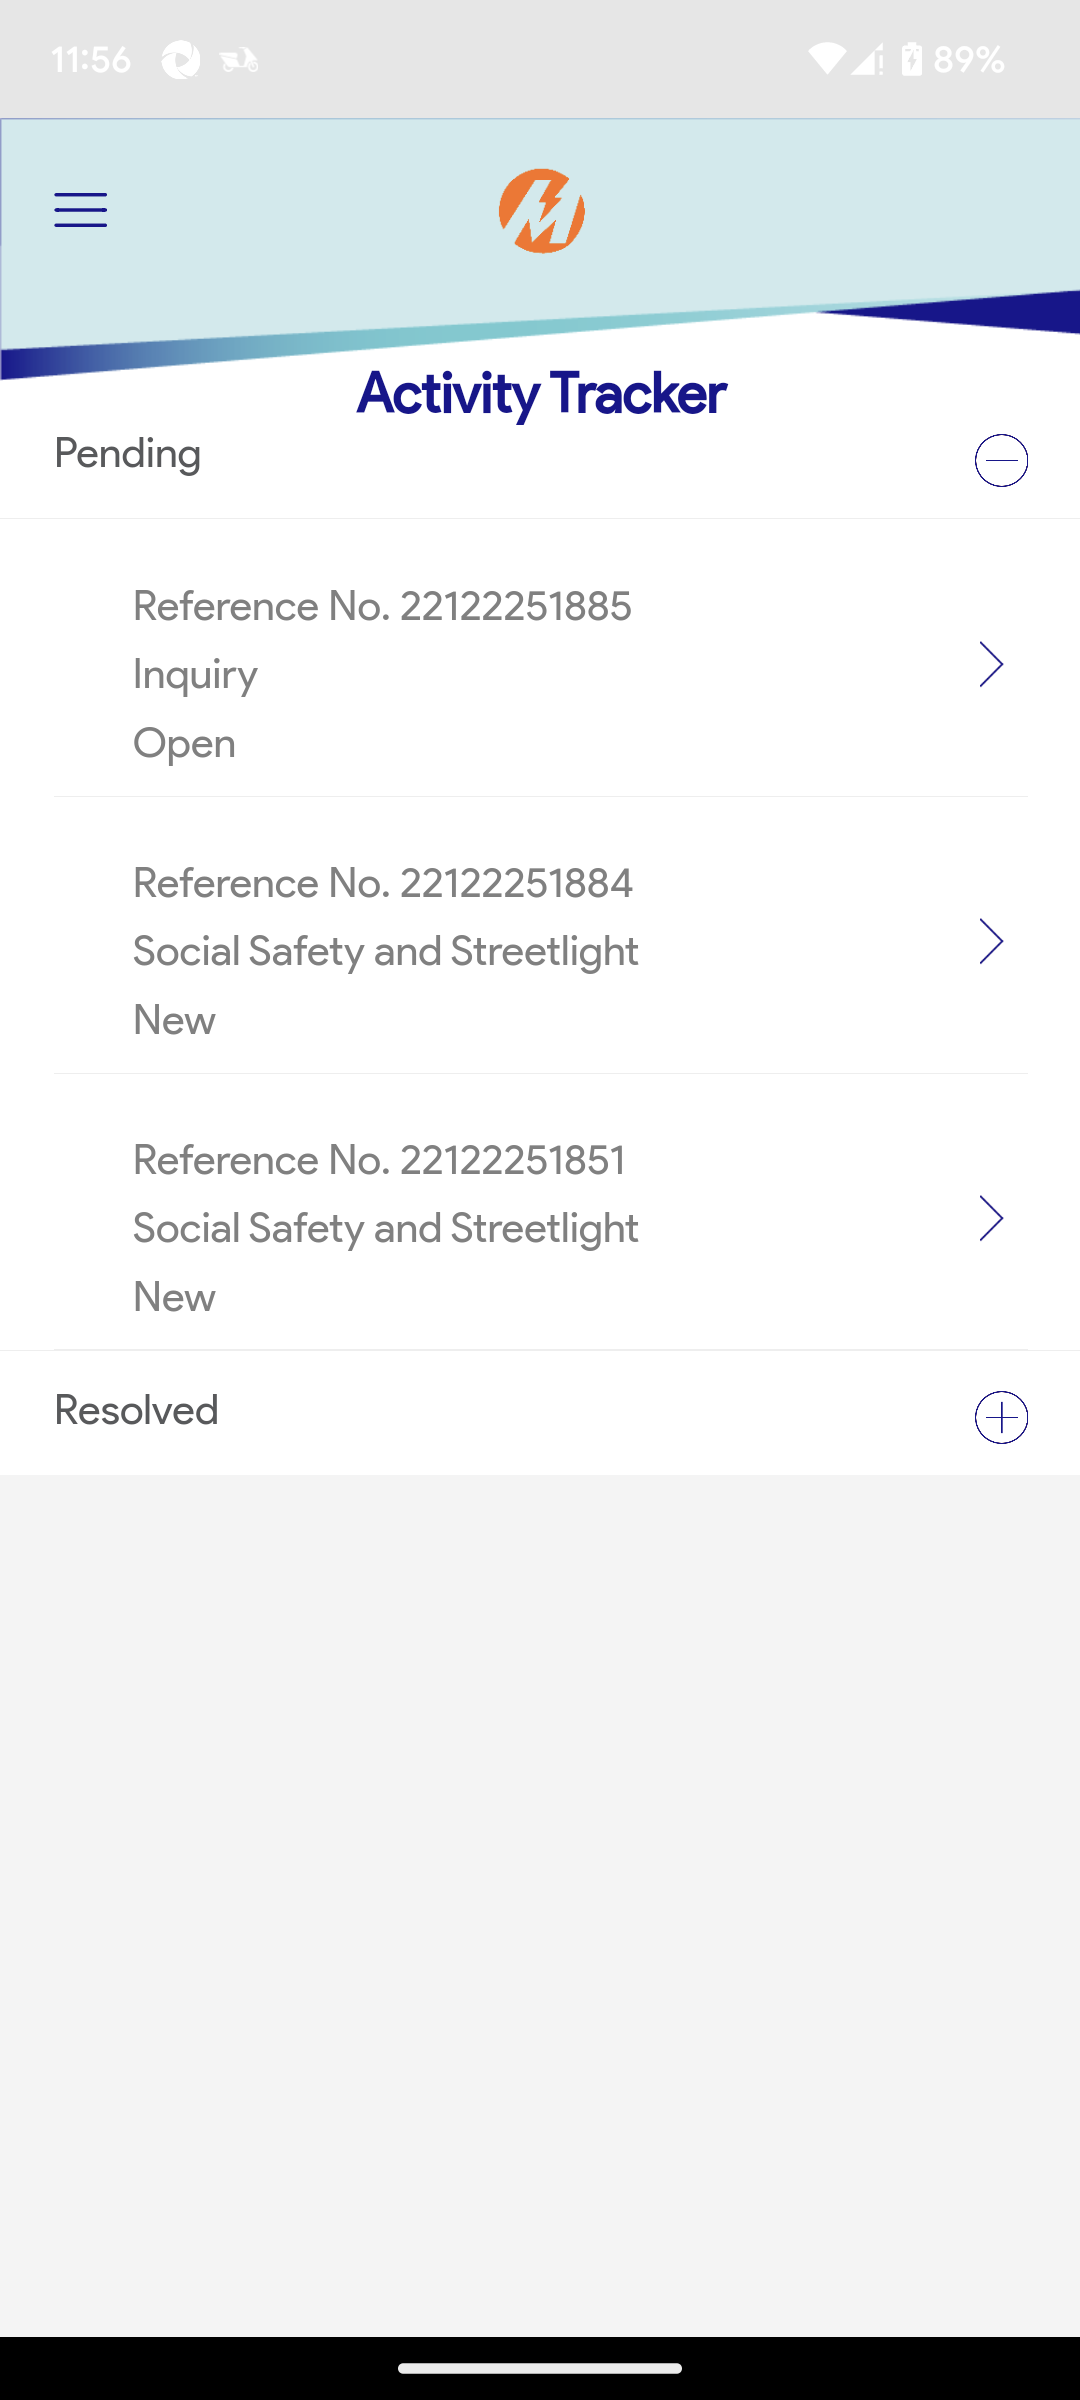 11:56
89%
Activity Tracker
Pending
Reference No. 22122251885
Inquiry
Open
Reference No. 22122251884
Social Safety and Streetlight
New
Reference No. 22122251851
Social Safety and Streetlight
New
Resolved